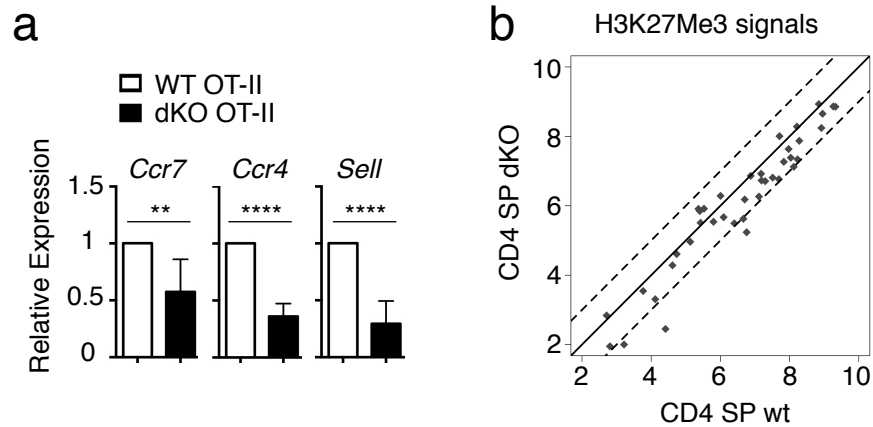 a
WT OT-II
dKO OT-II
Ccr7 Ccr4 Sell
Relative Expression
1.5
1
0.5
0
** **** ****
b
H3K27Me3 signals
CD4 SP dKO
10
8
6
4
2
2 4 6 8 10
CD4 SP wt